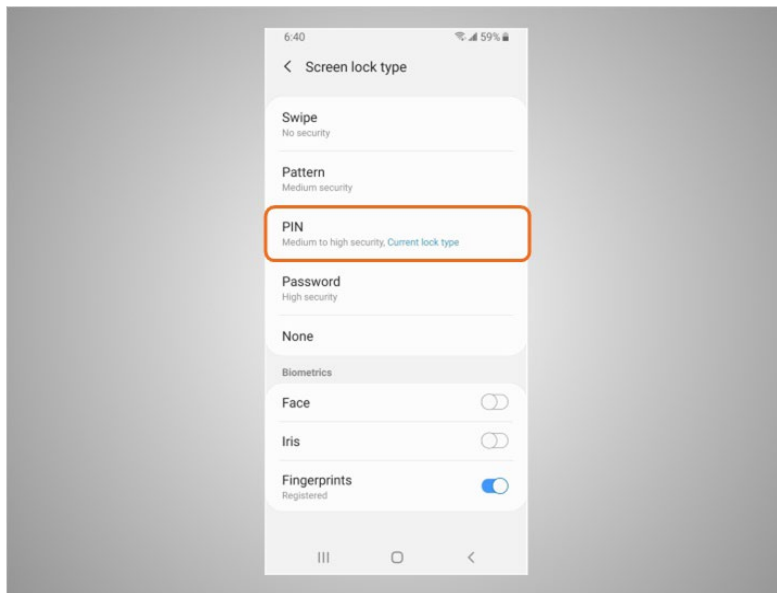 6:40 59%
Screen lock type
Swipe
No security
Pattern
Medium security
PIN
Medium to high security, Current lock type
Password
High security
None
Biometrics
Face
Iris
Fingerprints
Registered